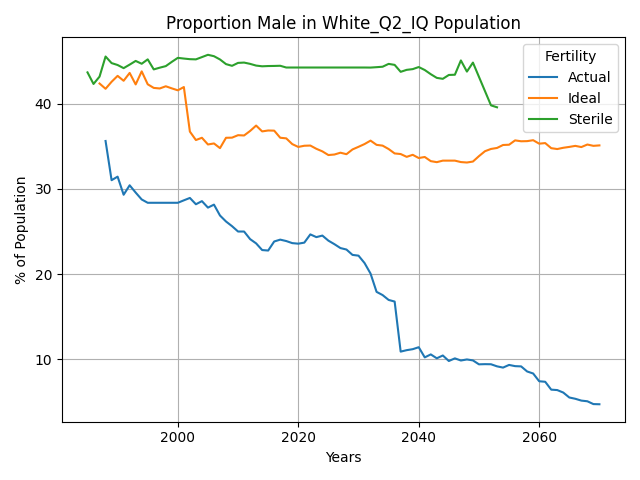 Proportion Male in White_Q2_IQ Population
Fertility
Actual
Ideal
Sterile
% of Population
40
30
20
10
2000
2020
2040
2060
Years